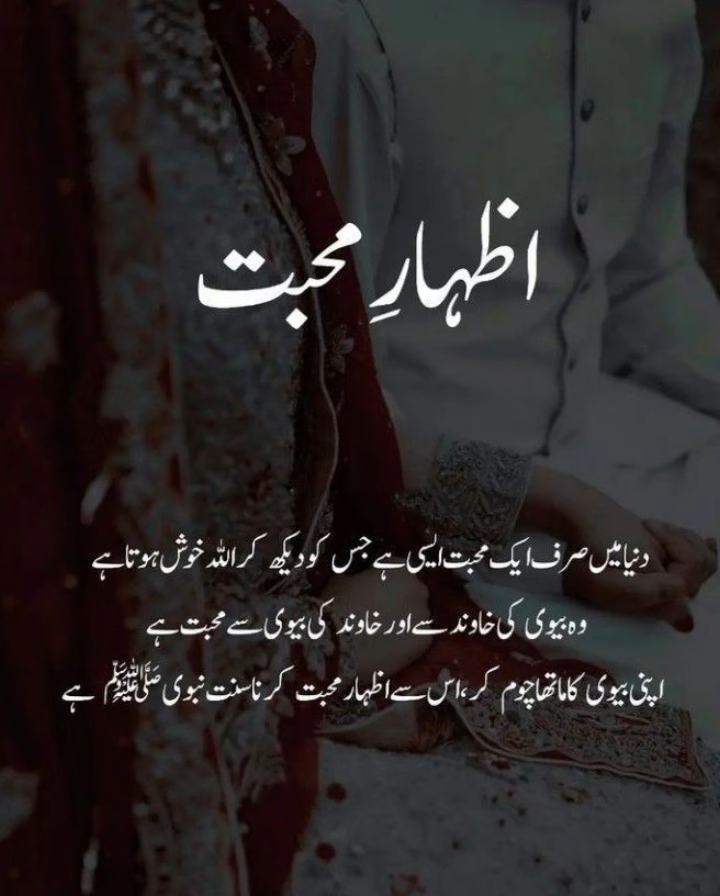 اظہارِ محبت
دنیا میں صرف ایک محبت ایسی ہے جس کو دیکھ کر اللہ خوش ہوتا ہے
وہ بیوی کی خاوند سے اور خاوند کی بیوی سے محبت ہے
اپنی بیوی کا ماتھا چوم کر، اس سے اظہار محبت کرنا سنت نبوی ﷺ ہے